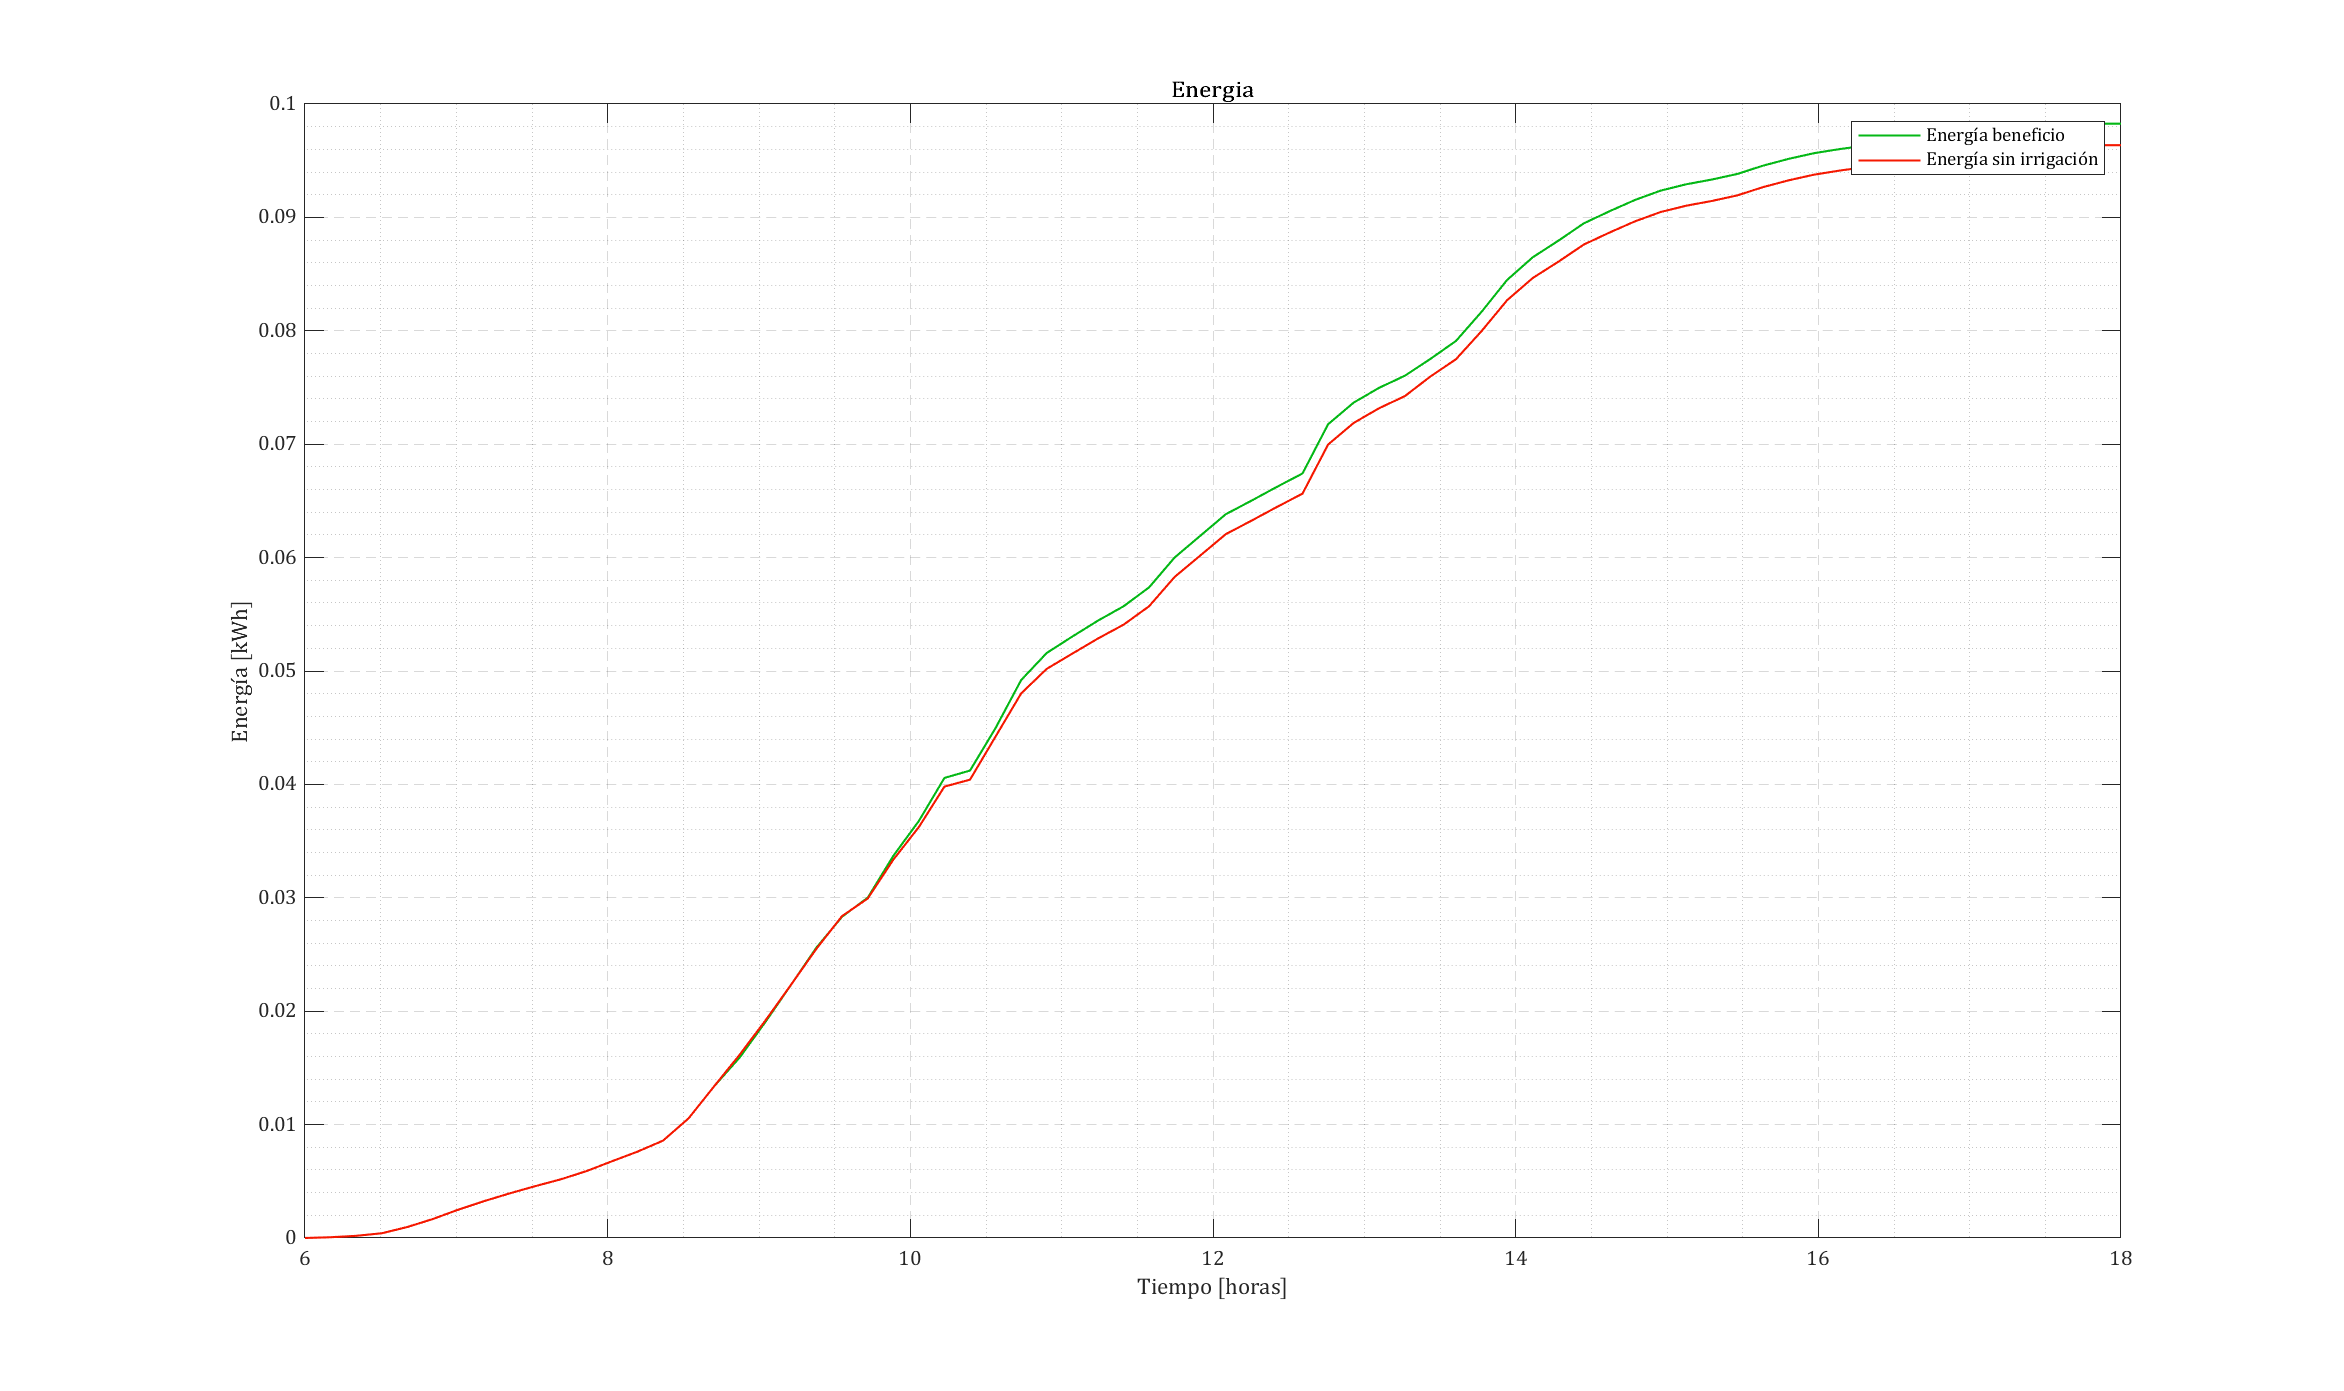 Energia
0.1
0.09
0.08
0.07
0.06
0.05
0.04
0.03
0.02
0.01
0
Energía [kWh]
Energía beneficio
Energía sin irrigación
6 8 10 12 14 16 18
Tiempo [horas]